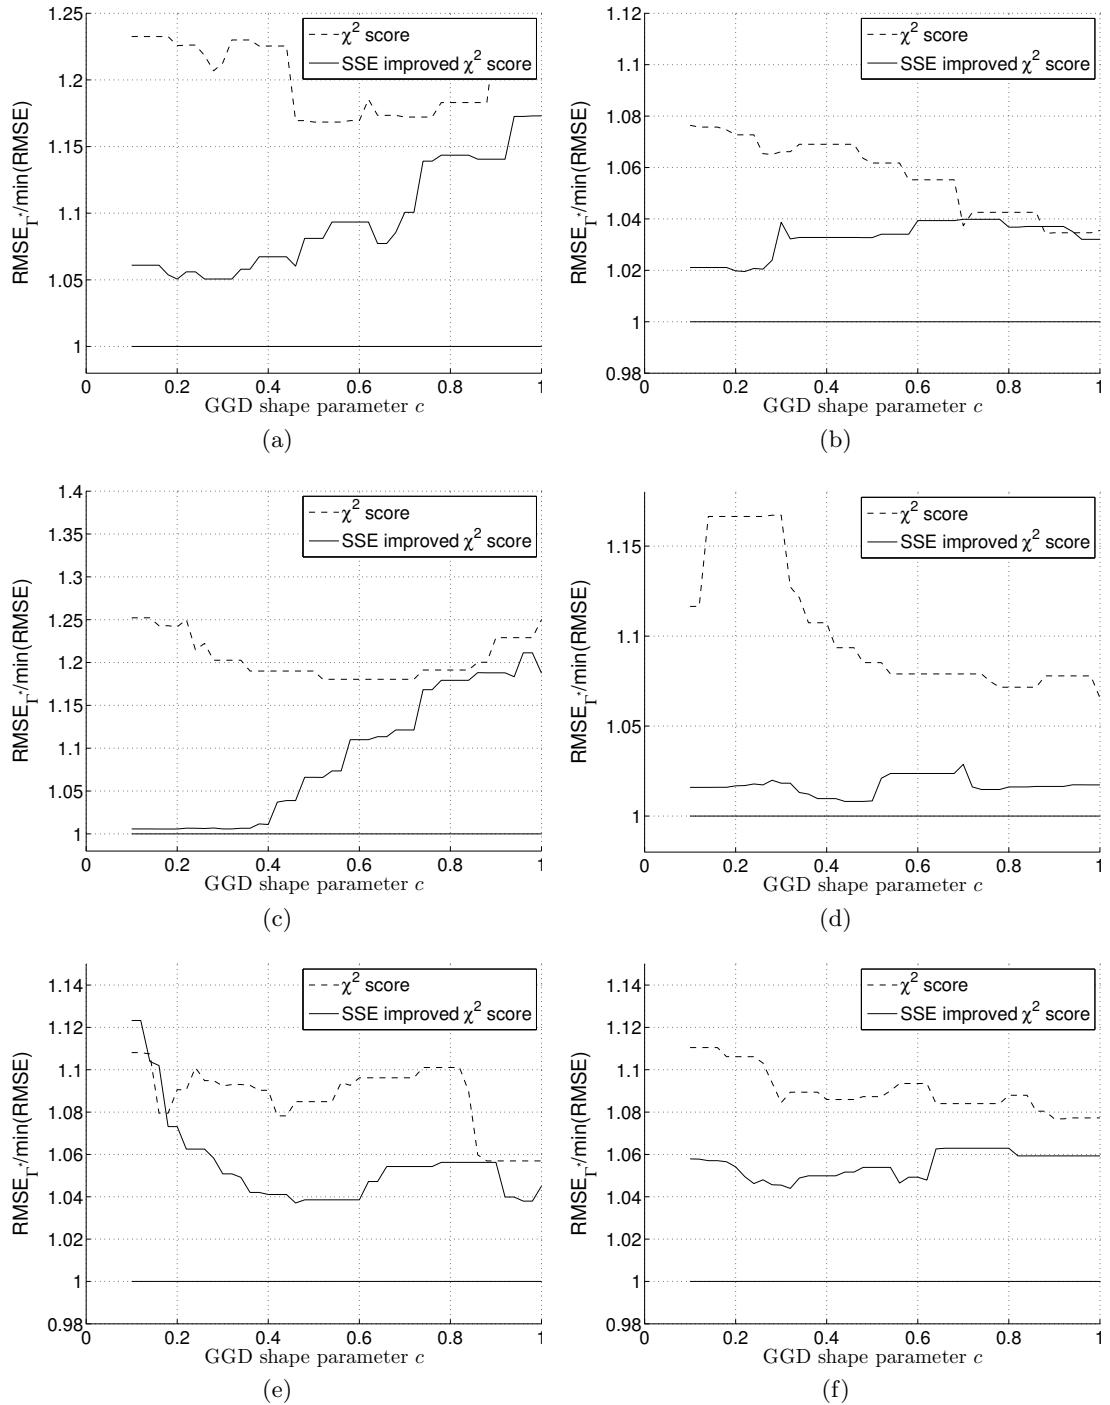 1.25
1.2
1.15
1.1
1.05
1
0 0.2 0.4 0.6 0.8 1
RMSE_Γ*/min(RMSE)
χ² score
SSE improved χ² score
GGD shape parameter c
(a)
1.12
1.1
1.08
1.06
1.04
1.02
1
0.98
0 0.2 0.4 0.6 0.8 1
RMSE_Γ*/min(RMSE)
χ² score
SSE improved χ² score
GGD shape parameter c
(b)
1.4
1.35
1.3
1.25
1.2
1.15
1.1
1.05
1
0 0.2 0.4 0.6 0.8 1
RMSE_Γ*/min(RMSE)
χ² score
SSE improved χ² score
GGD shape parameter c
(c)
1.15
1.1
1.05
1
0 0.2 0.4 0.6 0.8 1
RMSE_Γ*/min(RMSE)
χ² score
SSE improved χ² score
GGD shape parameter c
(d)
1.14
1.12
1.1
1.08
1.06
1.04
1.02
1
0.98
0 0.2 0.4 0.6 0.8 1
RMSE_Γ*/min(RMSE)
χ² score
SSE improved χ² score
GGD shape parameter c
(e)
1.14
1.12
1.1
1.08
1.06
1.04
1.02
1
0.98
0 0.2 0.4 0.6 0.8 1
RMSE_Γ*/min(RMSE)
χ² score
SSE improved χ² score
GGD shape parameter c
(f)